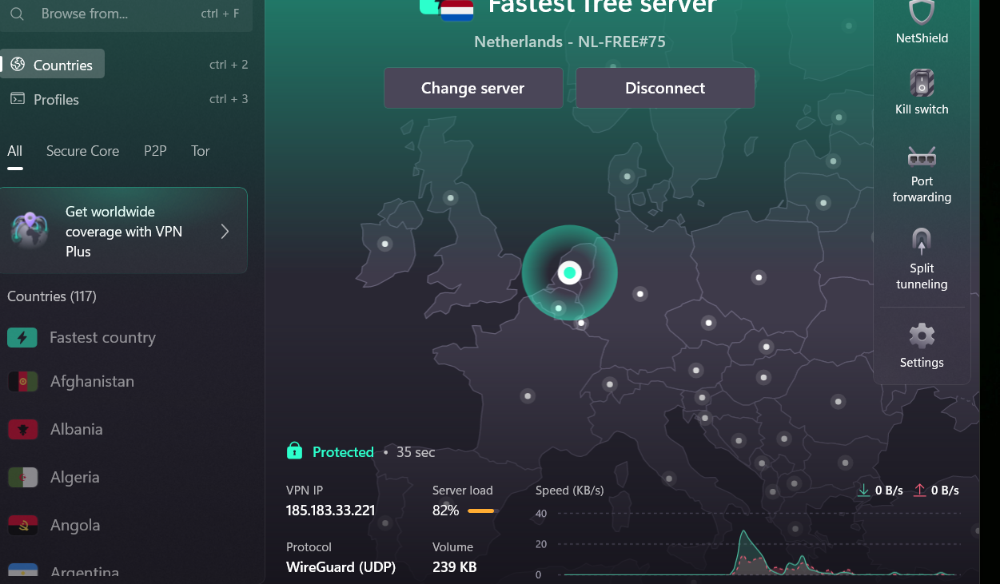 Browse from...
ctrl + F
Countries
ctrl + 2
Profiles
ctrl + 3
All
Secure Core
P2P
Tor
Get worldwide
coverage with VPN
Plus
Countries (117)
Fastest country
Afghanistan
Albania
Algeria
Angola
Argentina
Fastest free server
Netherlands - NL-FREE#75
Change server
Disconnect
Protected • 35 sec
VPN IP
185.183.33.221
Server load
82%
Protocol
WireGuard (UDP)
Volume
239 KB
Speed (KB/s)
0 B/s
0 B/s
40
20
0
NetShield
Kill switch
Port
forwarding
Split
tunneling
Settings